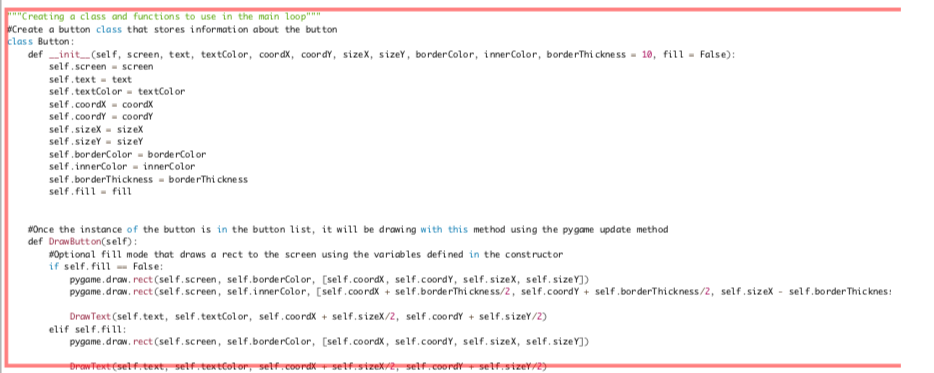 """Creating a class and functions to use in the main loop"""
#Create a button class that stores information about the button
class Button:
    def __init__(self, screen, text, textColor, coordX, coordY, sizeX, sizeY, borderColor, innerColor, borderThickness = 10, fill = False):
        self.screen = screen
        self.text = text
        self.textColor = textColor
        self.coordX = coordX
        self.coordY = coordY
        self.sizeX = sizeX
        self.sizeY = sizeY
        self.borderColor = borderColor
        self.innerColor = innerColor
        self.borderThickness = borderThickness
        self.fill = fill
    #Once the instance of the button is in the button list, it will be drawing with this method using the pygame update method
    def DrawButton(self):
        #Optional fill mode that draws a rect to the screen using the variables defined in the constructor
        if self.fill == False:
            pygame.draw.rect(self.screen, self.borderColor, [self.coordX, self.coordY, self.sizeX, self.sizeY])
            pygame.draw.rect(self.screen, self.innerColor, [self.coordX + self.borderThickness/2, self.coordY + self.borderThickness/2, self.sizeX - self.borderThicknes
            DrawText(self.text, self.textColor, self.coordX + self.sizeX/2, self.coordY + self.sizeY/2)
        elif self.fill:
            pygame.draw.rect(self.screen, self.borderColor, [self.coordX, self.coordY, self.sizeX, self.sizeY])
            DrawText(self.text, self.textColor, self.coordX + self.sizeX/2, self.coordY + self.sizeY/2)